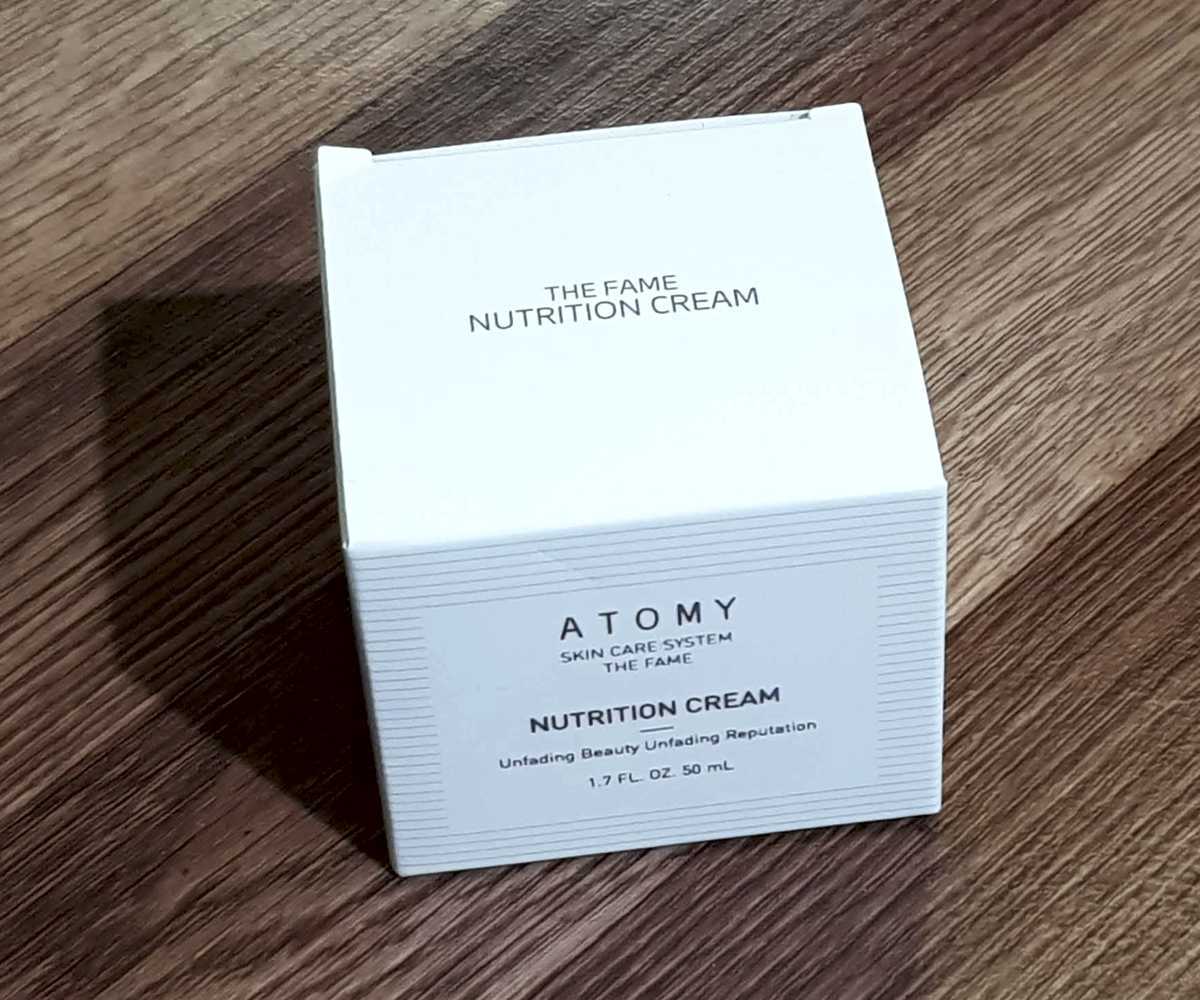 THE FAME
NUTRITION CREAM
ATOMY
SKIN CARE SYSTEM
THE FAME
NUTRITION CREAM
Unfading Beauty Unfading Reputation
1.7 FL. OZ. 50 mL